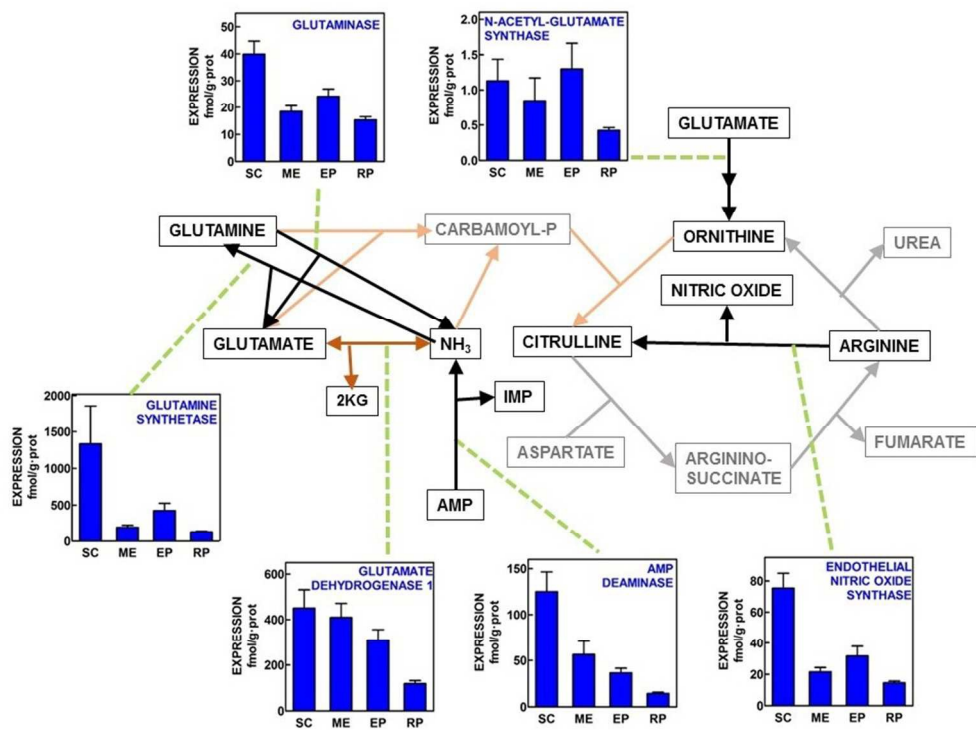 GLUTAMINASE
EXPRESSION
fmol/g·prot
50
40
30
20
10
0
SC ME EP RP
N-ACETYL-GLUTAMATE
SYNTHASE
EXPRESSION
fmol/g·prot
2.0
1.6
1.2
0.8
0.4
0.0
SC ME EP RP
GLUTAMATE
GLUTAMINE
CARBAMOYL-P
ORNITHINE
UREA
NITRIC OXIDE
GLUTAMATE
NH3
CITRULLINE
ARGININE
2KG
IMP
ASPARTATE
ARGININO-
SUCCINATE
FUMARATE
AMP
GLUTAMINE
SYNTHETASE
EXPRESSION
fmol/g·prot
2000
1500
1000
500
0
SC ME EP RP
GLUTAMATE
DEHYDROGENASE 1
EXPRESSION
fmol/g·prot
600
400
200
0
SC ME EP RP
AMP
DEAMINASE
EXPRESSION
fmol/g·prot
150
100
50
0
SC ME EP RP
ENDOTHELIAL
NITRIC OXIDE
SYNTHASE
EXPRESSION
fmol/g·prot
80
60
40
20
0
SC ME EP RP